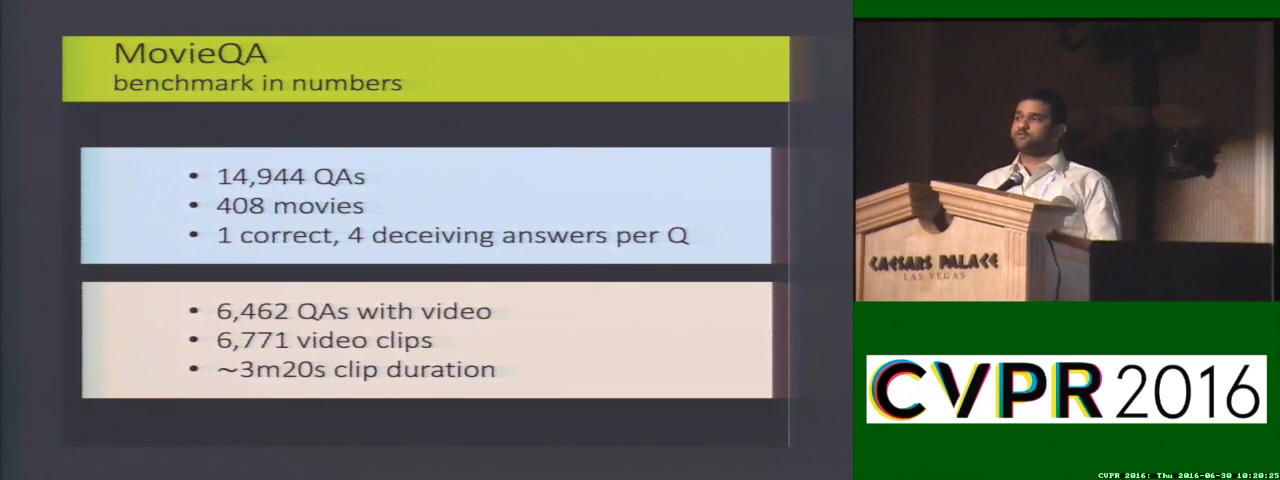 MovieQA
benchmark in numbers
• 14,944 QAs
• 408 movies
• 1 correct, 4 deceiving answers per Q
• 6,462 QAs with video
• 6,771 video clips
• ~3m20s clip duration
CAESARS PALACE
LAS VEGAS
CVPR 2016
CVPR 2016: Thu 2016-06-30 10:20:25